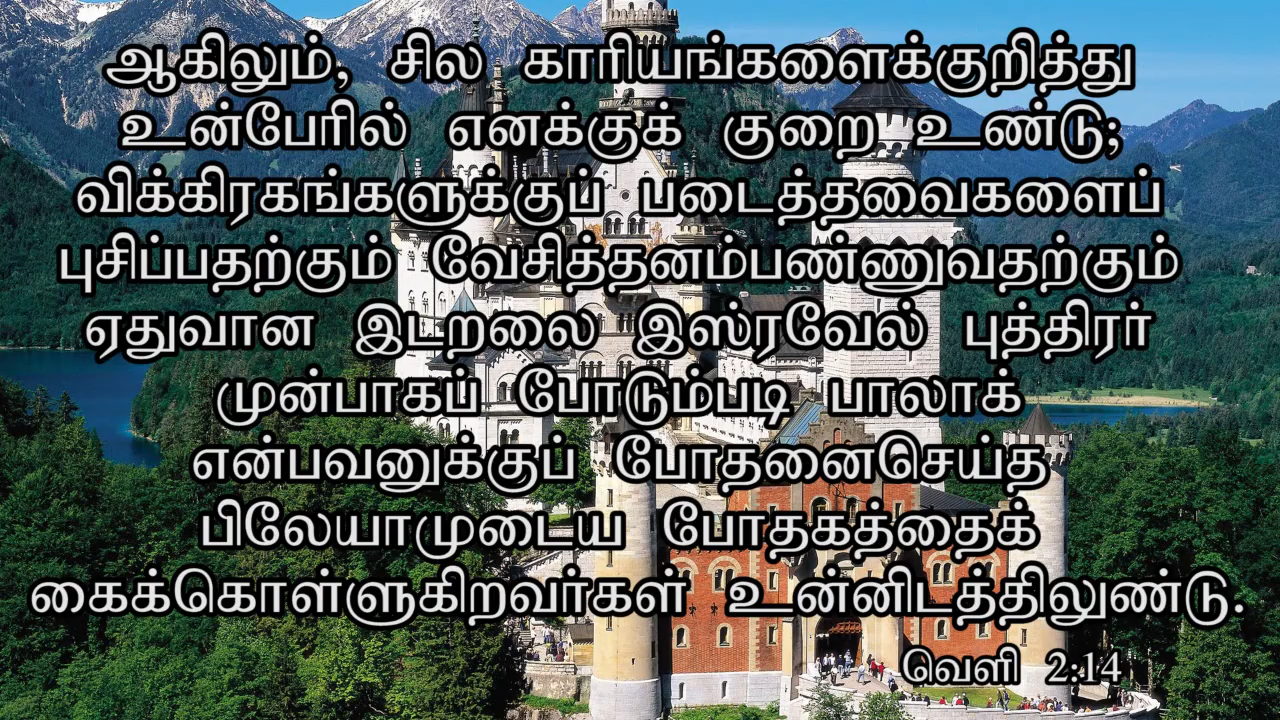 ஆகிலும், சில காரியங்களைக்குறித்து
உன்பேரில் எனக்குக் குறை உண்டு;
விக்கிரகங்களுக்குப் படைத்தவைகளைப்
புசிப்பதற்கும் வேசித்தனம்பண்ணுவதற்கும்
ஏதுவான இடறலை இஸ்ரவேல் புத்திரர்
முன்பாகப் போடும்படி பாலாக்
என்பவனுக்குப் போதனைசெய்த
பிலேயாமுடைய போதகத்தைக்
கைக்கொள்ளுகிறவர்கள் உன்னிடத்திலுண்டு.
வெளி 2:14